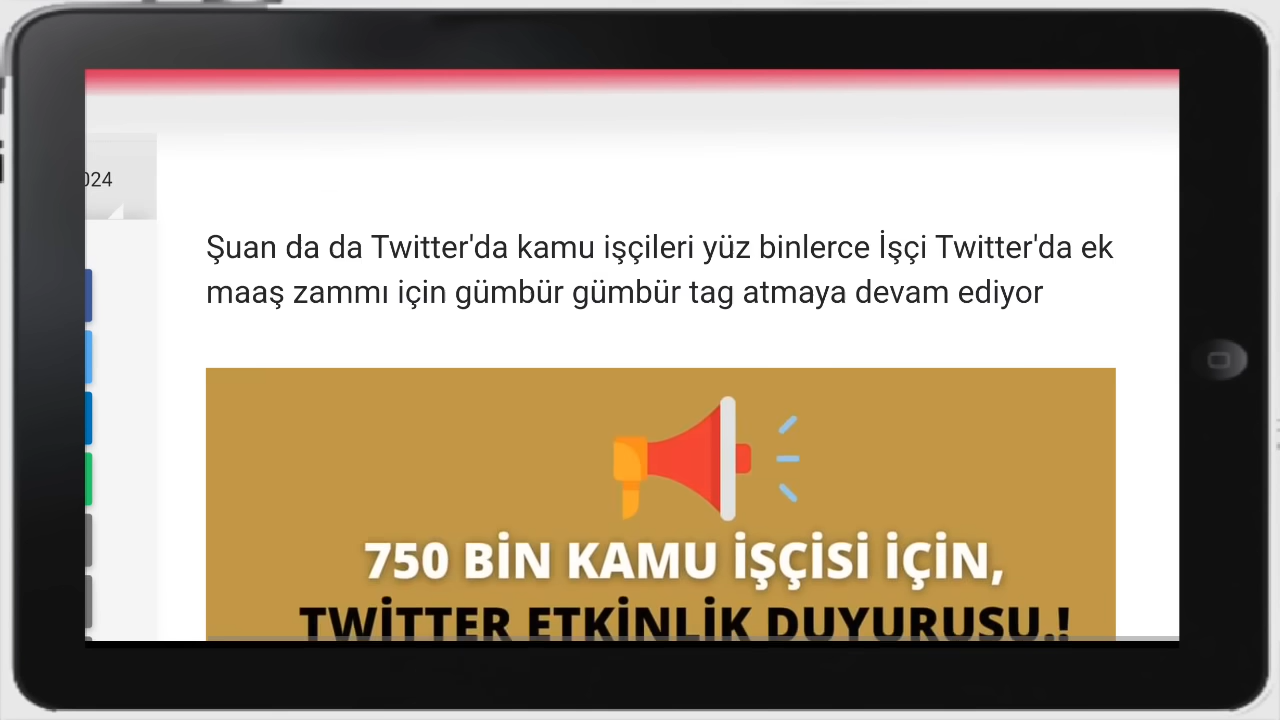 024
Şuan da da Twitter'da kamu işçileri yüz binlerce İşçi Twitter'da ek
maaş zammı için gümbür gümbür tag atmaya devam ediyor
750 BİN KAMU İŞÇİSİ İÇİN,
TWİTTER ETKİNLİK DUYURUSU.!